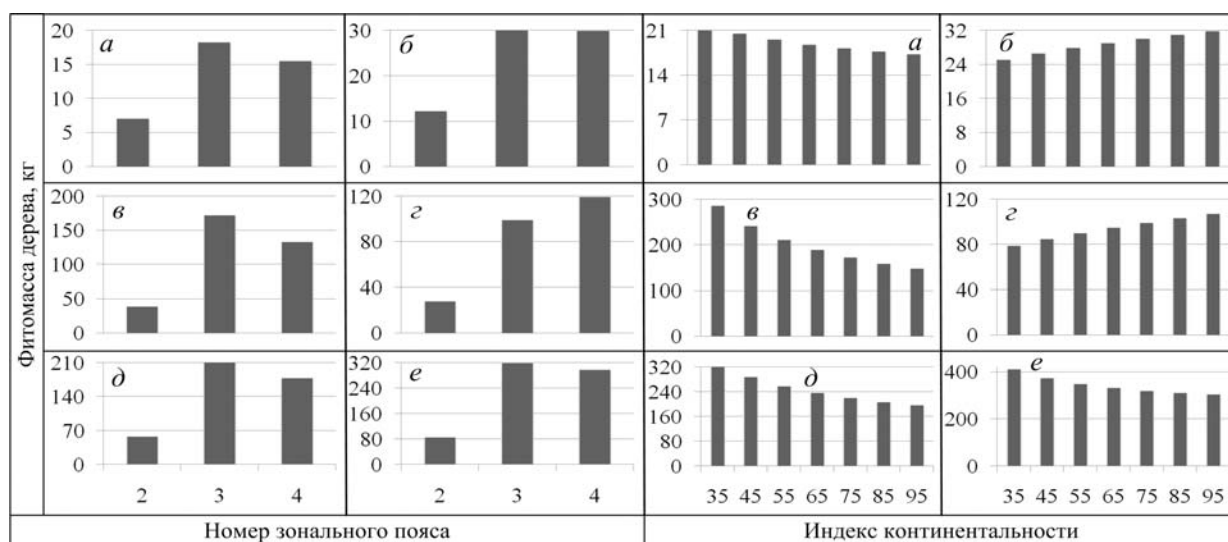 Фитомасса дерева, кг
20
15
10
5
0
а
30
20
10
0
б
21
14
7
0
а
32
24
16
8
0
б
200
150
100
50
0
в
120
80
40
0
г
300
200
100
0
в
120
80
40
0
г
210
140
70
0
д
2 3 4
320
240
160
80
0
е
2 3 4
320
240
160
80
0
д
35 45 55 65 75 85 95
400
200
0
е
35 45 55 65 75 85 95
Номер зонального пояса
Индекс континентальности